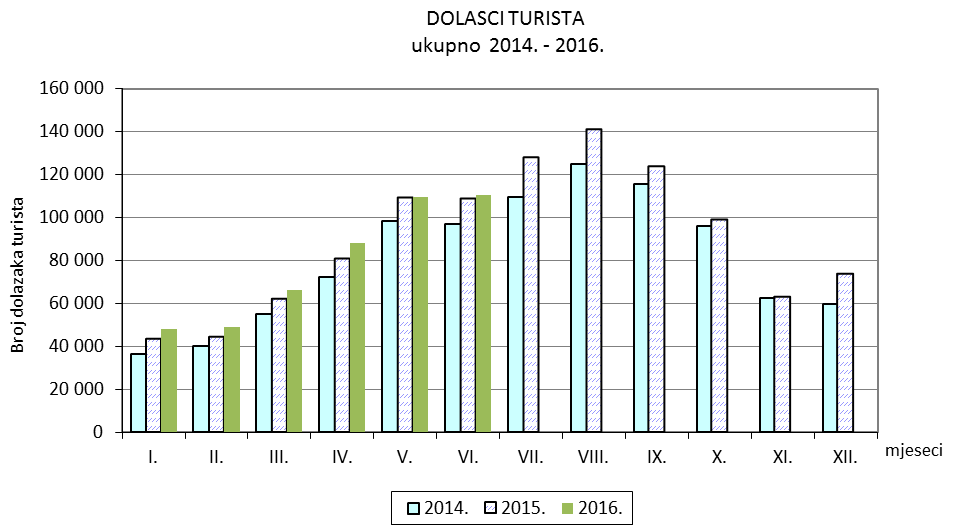 DOLASCI TURISTA
ukupno 2014. - 2016.
Broj dolazaka turista
160 000
140 000
120 000
100 000
80 000
60 000
40 000
20 000
0
I. II. III. IV. V. VI. VII. VIII. IX. X. XI. XII. mjeseci
2014. 2015. 2016.